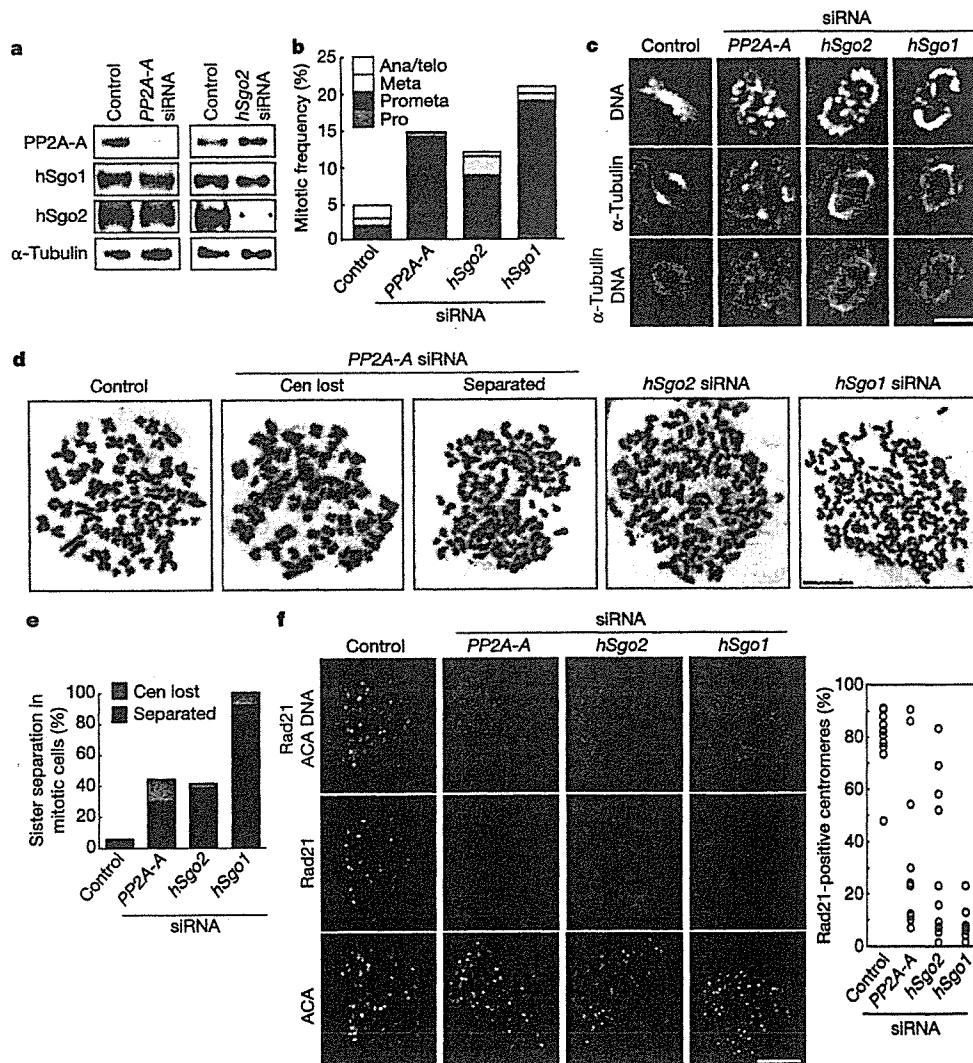 a
Control
PP2A-A siRNA
Control
hSgo2 siRNA
PP2A-A
hSgo1
hSgo2
α-Tubulin
b
Mitotic frequency (%)
20
15
10
5
0
Ana/telo
Meta
Prometa
Pro
Control
PP2A-A
hSgo2
hSgo1
siRNA
c
siRNA
Control
PP2A-A
hSgo2
hSgo1
DNA
α-Tubulin
α-Tubulin DNA
d
PP2A-A siRNA
Control
Cen lost
Separated
hSgo2 siRNA
hSgo1 siRNA
e
Sister separation in mitotic cells (%)
100
80
60
40
20
0
Cen lost
Separated
Control
PP2A-A
hSgo2
hSgo1
siRNA
f
siRNA
Control
PP2A-A
hSgo2
hSgo1
Rad21 ACA DNA
Rad21
ACA
Rad21-positive centromeres (%)
100
80
60
40
20
0
Control
PP2A-A
hSgo2
hSgo1
siRNA